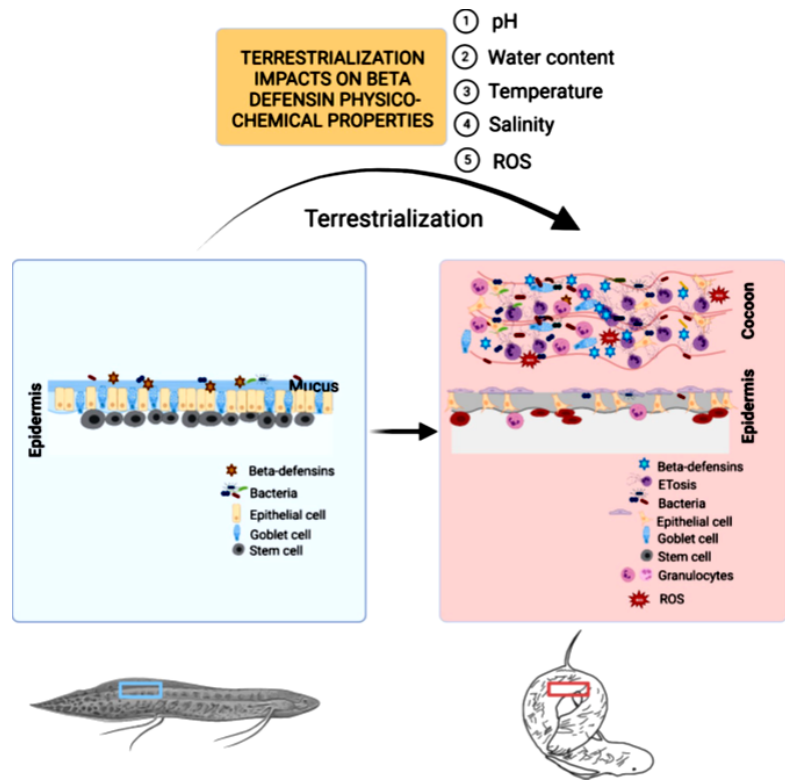 TERRESTRIALIZATION
IMPACTS ON BETA
DEFENSIN PHYSICO-
CHEMICAL PROPERTIES
1 pH
2 Water content
3 Temperature
4 Salinity
5 ROS
Terrestrialization
Epidermis
Mucus
Beta-defensins
Bacteria
Epithelial cell
Goblet cell
Stem cell
Cocoon
Epidermis
Beta-defensins
ETosis
Bacteria
Epithelial cell
Goblet cell
Stem cell
Granulocytes
ROS